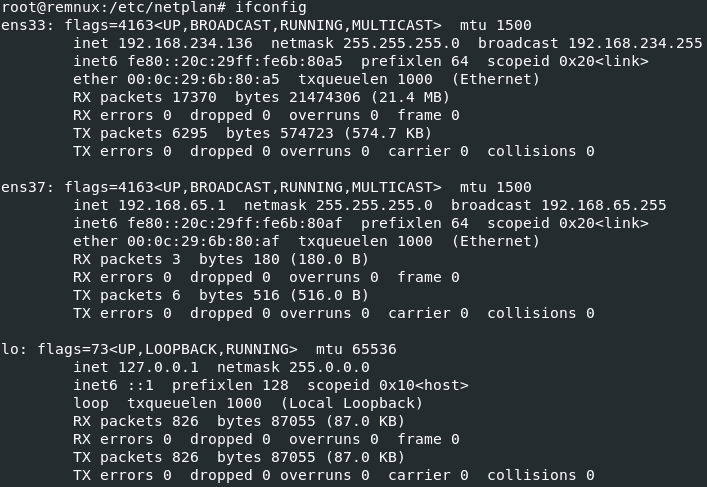 root@remnux:/etc/netplan# ifconfig
ens33: flags=4163<UP,BROADCAST,RUNNING,MULTICAST>  mtu 1500
        inet 192.168.234.136  netmask 255.255.255.0  broadcast 192.168.234.255
        inet6 fe80::20c:29ff:fe6b:80a5  prefixlen 64  scopeid 0x20<link>
        ether 00:0c:29:6b:80:a5  txqueuelen 1000  (Ethernet)
        RX packets 17370  bytes 21474306 (21.4 MB)
        RX errors 0  dropped 0  overruns 0  frame 0
        TX packets 6295  bytes 574723 (574.7 KB)
        TX errors 0  dropped 0 overruns 0  carrier 0  collisions 0

ens37: flags=4163<UP,BROADCAST,RUNNING,MULTICAST>  mtu 1500
        inet 192.168.65.1  netmask 255.255.255.0  broadcast 192.168.65.255
        inet6 fe80::20c:29ff:fe6b:80af  prefixlen 64  scopeid 0x20<link>
        ether 00:0c:29:6b:80:af  txqueuelen 1000  (Ethernet)
        RX packets 3  bytes 180 (180.0 B)
        RX errors 0  dropped 0  overruns 0  frame 0
        TX packets 6  bytes 516 (516.0 B)
        TX errors 0  dropped 0 overruns 0  carrier 0  collisions 0

lo: flags=73<UP,LOOPBACK,RUNNING>  mtu 65536
        inet 127.0.0.1  netmask 255.0.0.0
        inet6 ::1  prefixlen 128  scopeid 0x10<host>
        loop  txqueuelen 1000  (Local Loopback)
        RX packets 826  bytes 87055 (87.0 KB)
        RX errors 0  dropped 0  overruns 0  frame 0
        TX packets 826  bytes 87055 (87.0 KB)
        TX errors 0  dropped 0 overruns 0  carrier 0  collisions 0